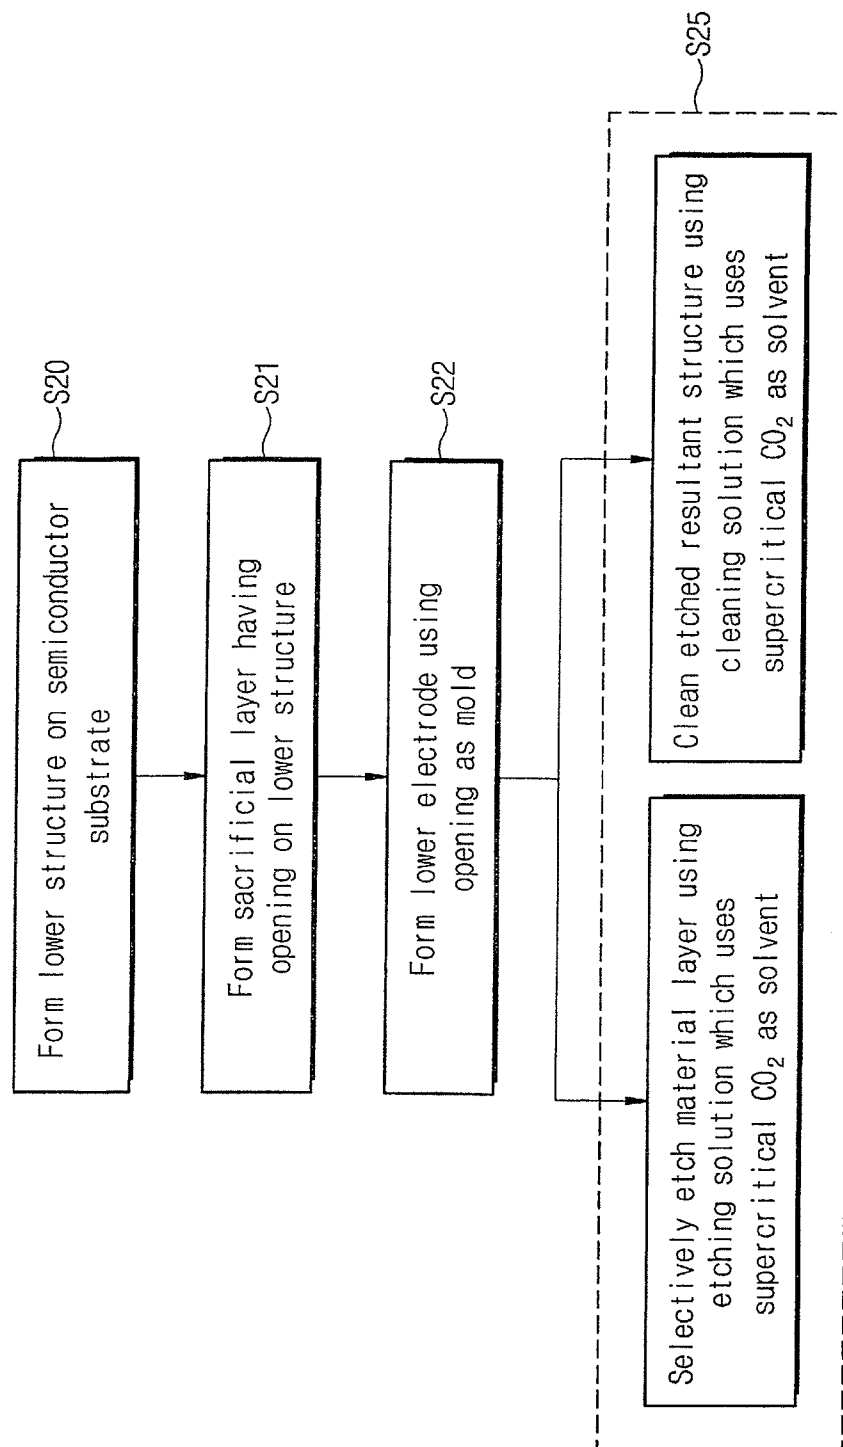 Form lower structure on semiconductor
substrate
S20
Form sacrificial layer having
opening on lower structure
S21
Form lower electrode using
opening as mold
S22
S25
Selectively etch material layer using
etching solution which uses
supercritical CO₂ as solvent
Clean etched resultant structure using
cleaning solution which uses
supercritical CO₂ as solvent